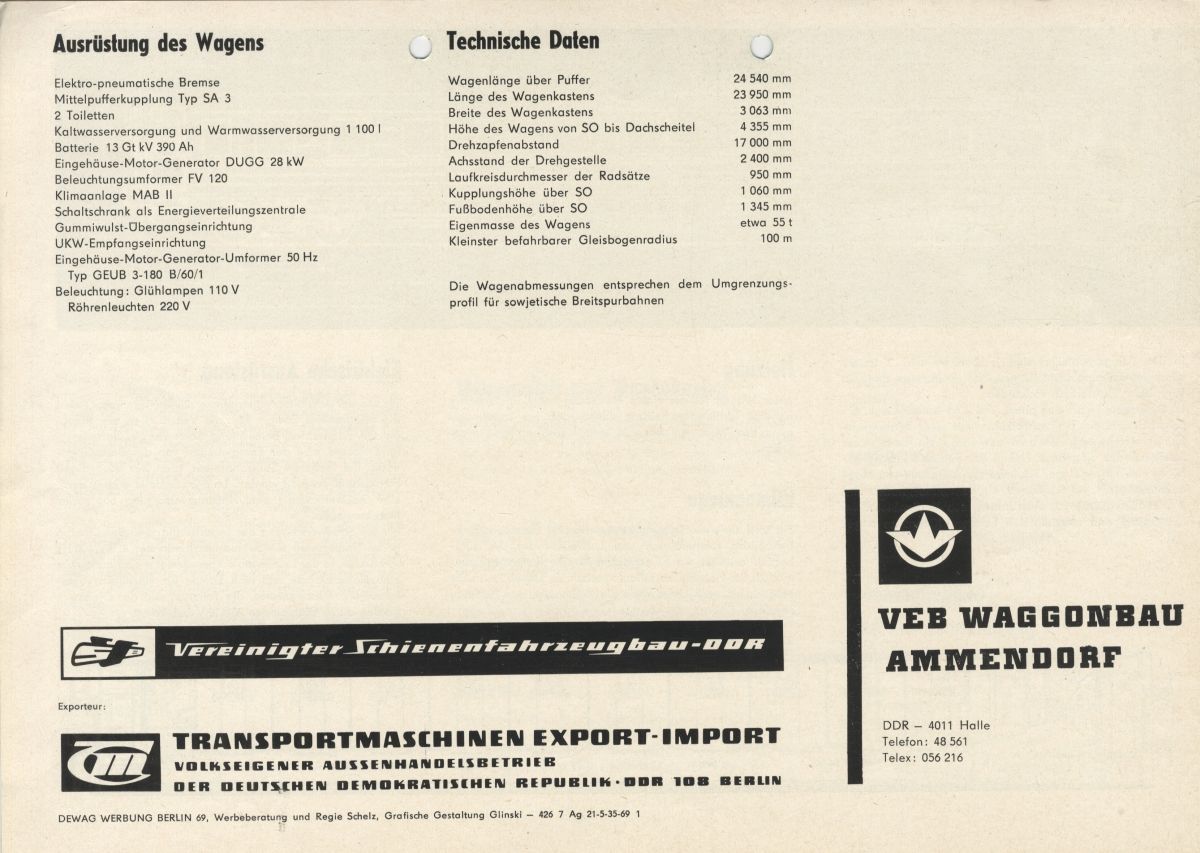 Ausrüstung des Wagens
Elektro-pneumatische Bremse
Mittelpufferkupplung Typ SA 3
2 Toiletten
Kaltwasserversorgung und Warmwasserversorgung 1 100 l
Batterie 13 Gt kV 390 Ah
Eingehäuse-Motor-Generator DUGG 28 kW
Beleuchtungsumformer FV 120
Klimaanlage MAB II
Schaltschrank als Energieverteilungszentrale
Gummiwulst-Übergangseinrichtung
UKW-Empfangseinrichtung
Eingehäuse-Motor-Generator-Umformer 50 Hz
Typ GEUB 3-180 B/60/1
Beleuchtung: Glühlampen 110 V
Röhrenleuchten 220 V
Technische Daten
Wagenlänge über Puffer 24 540 mm
Länge des Wagenkastens 23 950 mm
Breite des Wagenkastens 3 063 mm
Höhe des Wagens von SO bis Dachscheitel 4 355 mm
Drehzapfenabstand 17 000 mm
Achsstand der Drehgestelle 2 400 mm
Laufkreisdurchmesser der Radsätze 950 mm
Kupplungshöhe über SO 1 060 mm
Fußbodenhöhe über SO 1 345 mm
Eigenmasse des Wagens etwa 55 t
Kleinster befahrbarer Gleisbogenradius 100 m
Die Wagenabmessungen entsprechen dem Umgrenzungs-
profil für sowjetische Breitspurbahnen
Vereinigter Schienenfahrzeugbau-DDR
Exporteur:
TRANSPORTMASCHINEN EXPORT-IMPORT
VOLKSEIGENER AUSSENHANDELSBETRIEB
DER DEUTSCHEN DEMOKRATISCHEN REPUBLIK · DDR 108 BERLIN
DEWAG WERBUNG BERLIN 69, Werbeberatung und Regie Schelz, Grafische Gestaltung Glinski – 426 7 Ag 21-5-35-69 1
VEB WAGGONBAU
AMMENDORF
DDR – 4011 Halle
Telefon: 48 561
Telex: 056 216